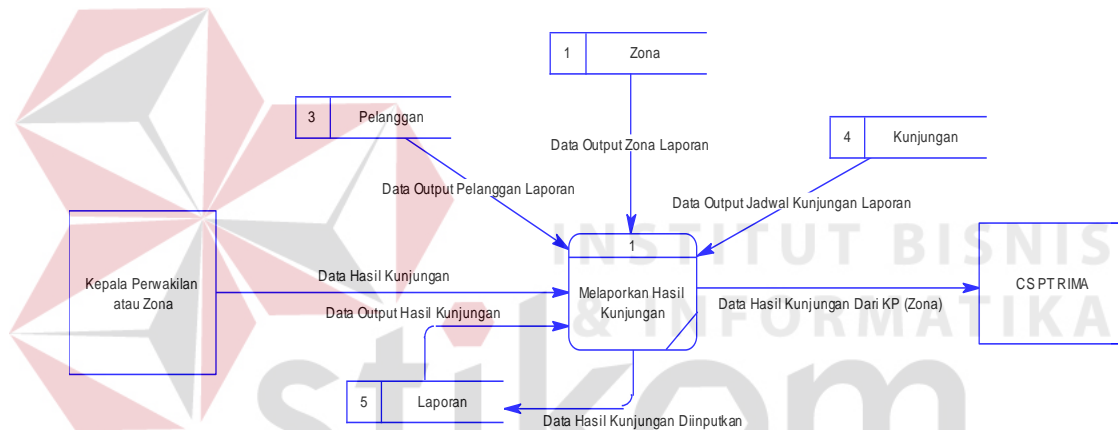 1
Zona
3
Pelanggan
4
Kunjungan
Data Output Zona Laporan
Data Output Pelanggan Laporan
Data Output Jadwal Kunjungan Laporan
INSTITUT BISNIS
& INFORMATIKA
stikom
Kepala Perwakilan
atau Zona
Data Hasil Kunjungan
Data Output Hasil Kunjungan
1
Melaporkan Hasil
Kunjungan
Data Hasil Kunjungan Dari KP (Zona)
CS PT RIMA
5
Laporan
Data Hasil Kunjungan Diinputkan